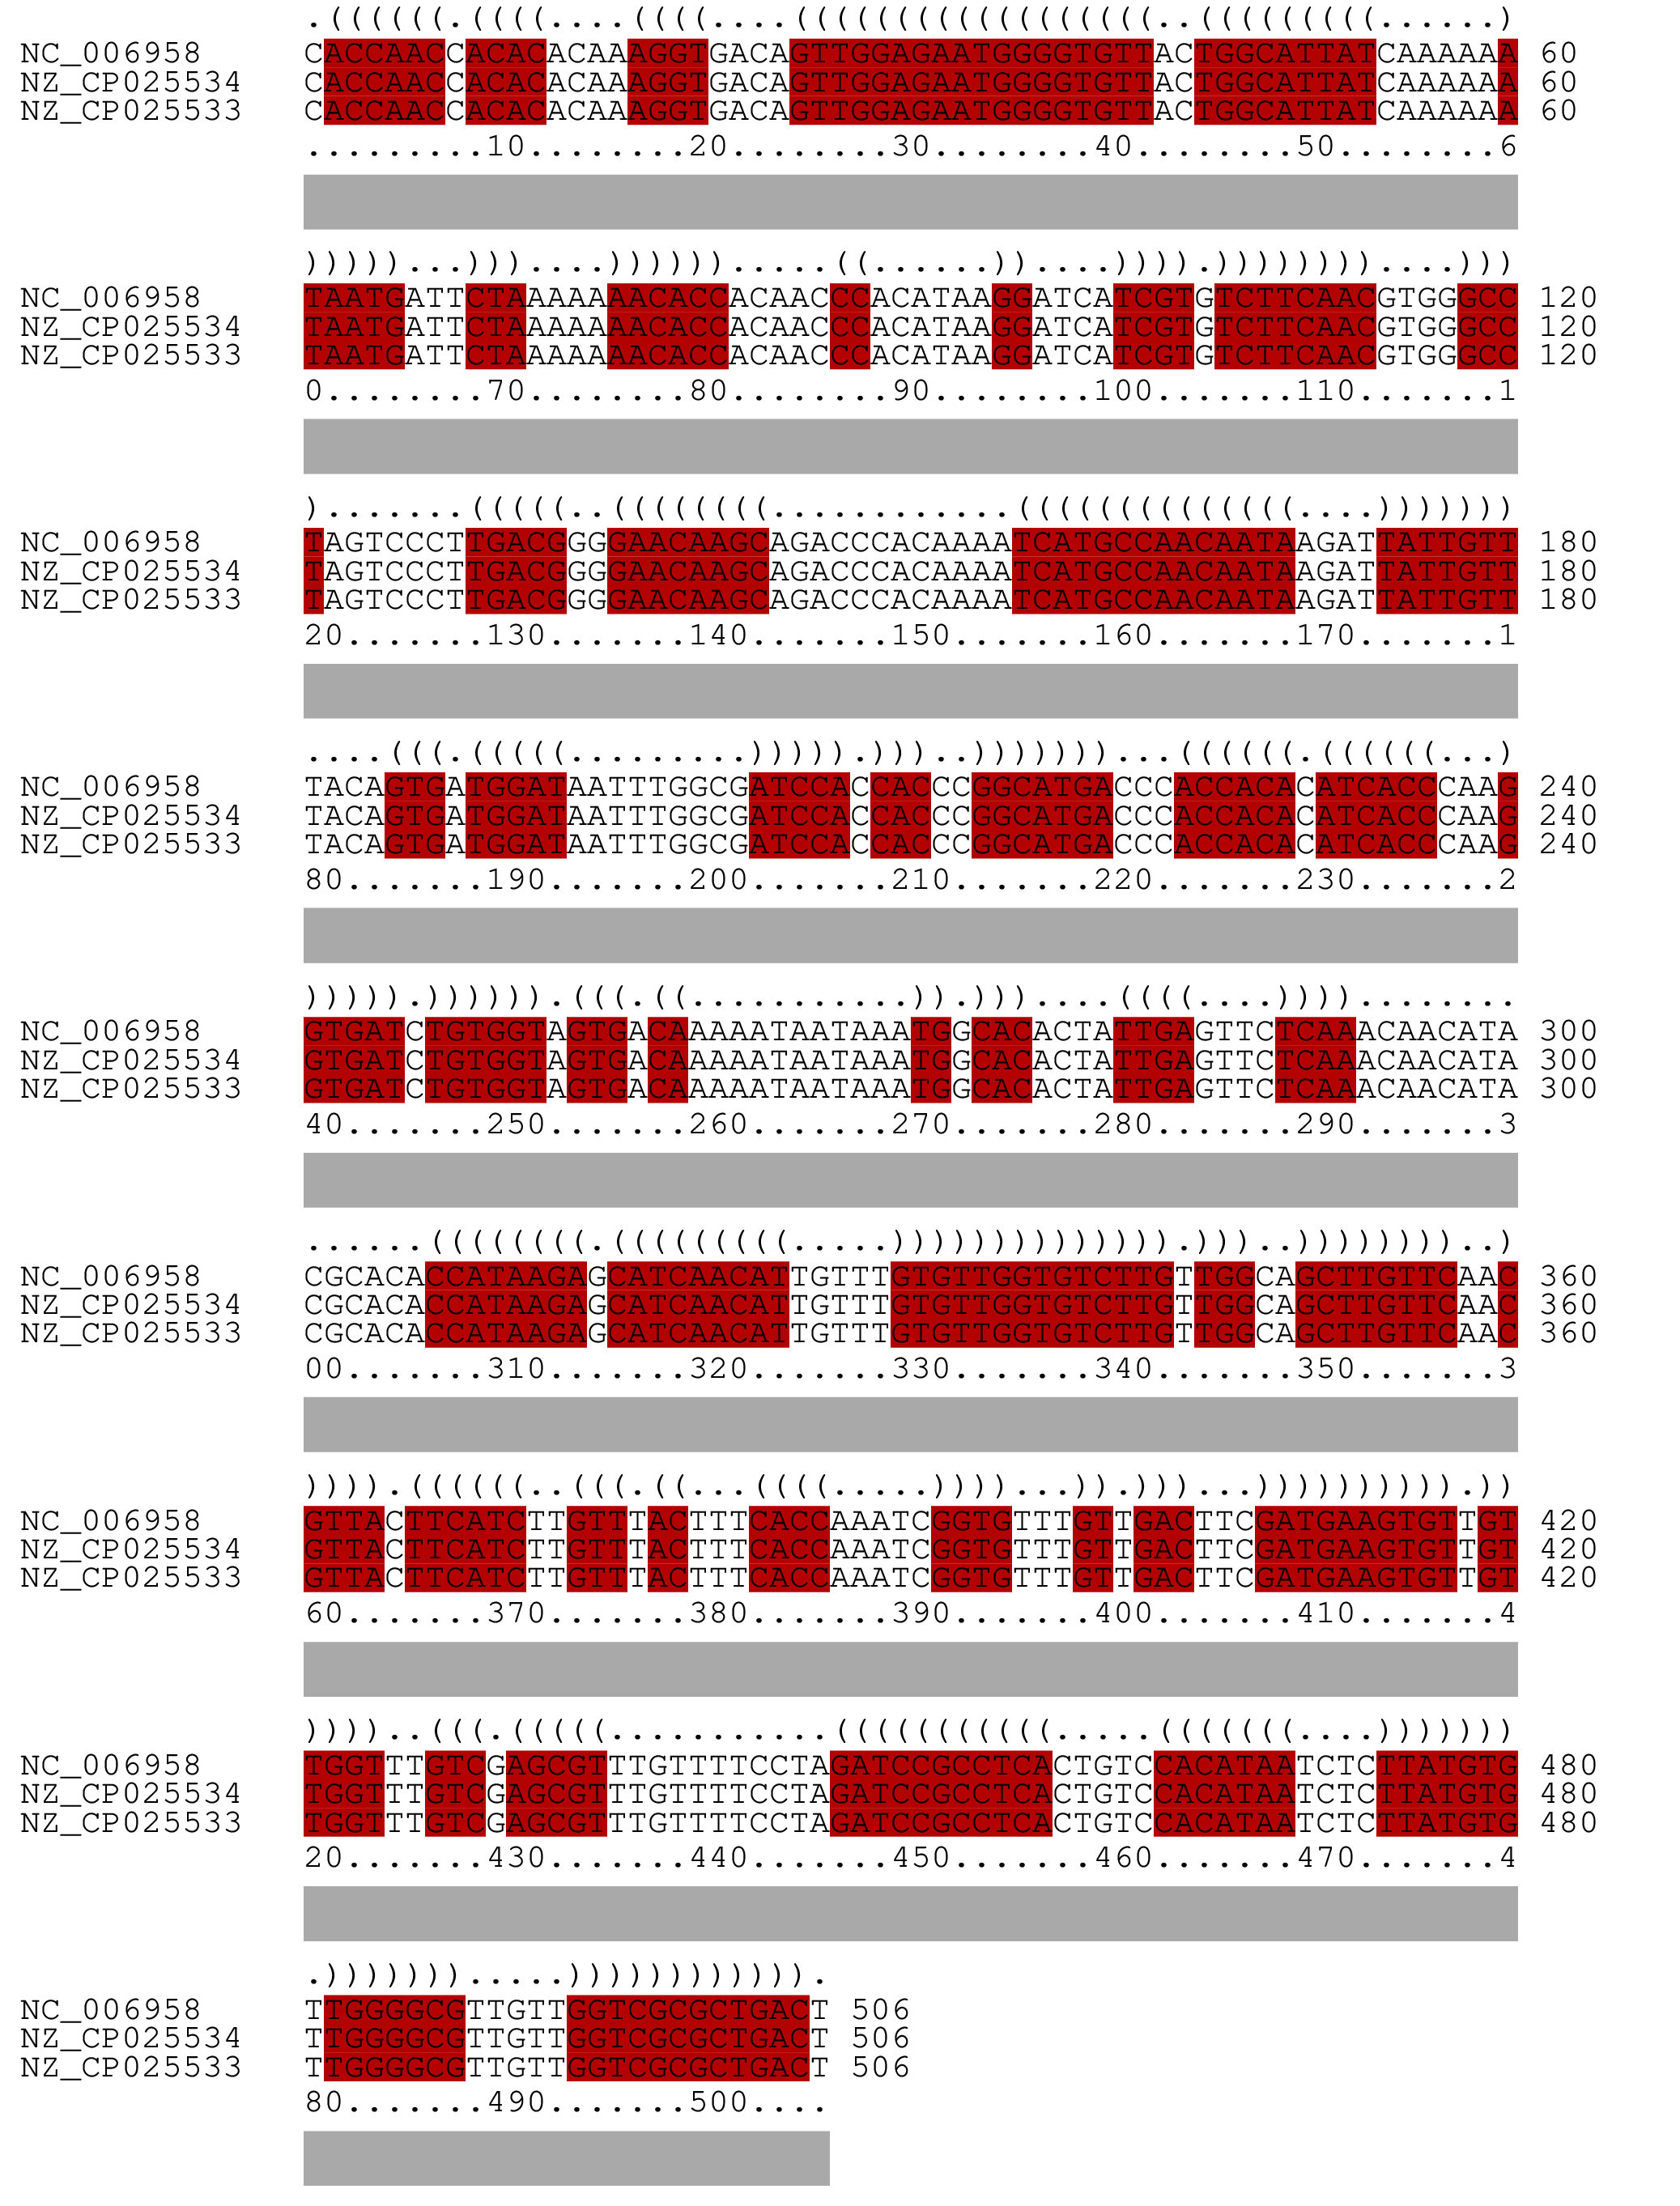 .((((((.((((....((((....((((((((((((((((((..(((((((((......)
NC_006958 CACCAACCACACACAAAGGTGACAGTTGGAGAATGGGGTGTTACTGGCATTATCAAAAAA 60
NZ_CP025534 CACCAACCACACACAAAGGTGACAGTTGGAGAATGGGGTGTTACTGGCATTATCAAAAAA 60
NZ_CP025533 CACCAACCACACACAAAGGTGACAGTTGGAGAATGGGGTGTTACTGGCATTATCAAAAAA 60
.........10........20........30........40........50........6
)))))...)))....)))))).....((......))....)))).))))))))....)))
NC_006958 TAATGATTCTAAAAAAACACCACAACCCACATAAGGATCATCGTGTCTTCAACGTGGGCC 120
NZ_CP025534 TAATGATTCTAAAAAAACACCACAACCCACATAAGGATCATCGTGTCTTCAACGTGGGCC 120
NZ_CP025533 TAATGATTCTAAAAAAACACCACAACCCACATAAGGATCATCGTGTCTTCAACGTGGGCC 120
0........70........80........90........100.......110.......1
).......(((((..((((((((............((((((((((((((....)))))))
NC_006958 TAGTCCCTTGACGGGGAACAAGCAGACCCACAAAATCATGCCAACAATAAGATTATTGTT 180
NZ_CP025534 TAGTCCCTTGACGGGGAACAAGCAGACCCACAAAATCATGCCAACAATAAGATTATTGTT 180
NZ_CP025533 TAGTCCCTTGACGGGGAACAAGCAGACCCACAAAATCATGCCAACAATAAGATTATTGTT 180
20.......130.......140.......150.......160.......170.......1
....(((.(((((.........))))).)))..)))))))...((((((.((((((...)
NC_006958 TACAGTGATGGATAATTTGGCGATCCACCACCCGGCATGACCCACCACACATCACCCAAG 240
NZ_CP025534 TACAGTGATGGATAATTTGGCGATCCACCACCCGGCATGACCCACCACACATCACCCAAG 240
NZ_CP025533 TACAGTGATGGATAATTTGGCGATCCACCACCCGGCATGACCCACCACACATCACCCAAG 240
80.......190.......200.......210.......220.......230.......2
))))).)))))).(((.((...........)).)))....((((....))))........
NC_006958 GTGATCTGTGGTAGTGACAAAAATAATAAATGGCACACTATTGAGTTCTCAAACAACATA 300
NZ_CP025534 GTGATCTGTGGTAGTGACAAAAATAATAAATGGCACACTATTGAGTTCTCAAACAACATA 300
NZ_CP025533 GTGATCTGTGGTAGTGACAAAAATAATAAATGGCACACTATTGAGTTCTCAAACAACATA 300
40.......250.......260.......270.......280.......290.......3
......((((((((.(((((((((.....)))))))))))))).)))..))))))))..)
NC_006958 CGCACACCATAAGAGCATCAACATTGTTTGTGTTGGTGTCTTGTTGGCAGCTTGTTCAAC 360
NZ_CP025534 CGCACACCATAAGAGCATCAACATTGTTTGTGTTGGTGTCTTGTTGGCAGCTTGTTCAAC 360
NZ_CP025533 CGCACACCATAAGAGCATCAACATTGTTTGTGTTGGTGTCTTGTTGGCAGCTTGTTCAAC 360
00.......310.......320.......330.......340.......350.......3
)))).((((((..(((.((...((((.....))))...)).)))...)))))))))).))
NC_006958 GTTACTTCATCTTGTTTACTTTCACCAAATCGGTGTTTGTTGACTTCGATGAAGTGTTGT 420
NZ_CP025534 GTTACTTCATCTTGTTTACTTTCACCAAATCGGTGTTTGTTGACTTCGATGAAGTGTTGT 420
NZ_CP025533 GTTACTTCATCTTGTTTACTTTCACCAAATCGGTGTTTGTTGACTTCGATGAAGTGTTGT 420
60.......370.......380.......390.......400.......410.......4
))))..(((.(((((...........(((((((((((.....(((((((....)))))))
NC_006958 TGGTTTGTCGAGCGTTTGTTTTCCTAGATCCGCCTCACTGTCCACATAATCTCTTATGTG 480
NZ_CP025534 TGGTTTGTCGAGCGTTTGTTTTCCTAGATCCGCCTCACTGTCCACATAATCTCTTATGTG 480
NZ_CP025533 TGGTTTGTCGAGCGTTTGTTTTCCTAGATCCGCCTCACTGTCCACATAATCTCTTATGTG 480
20.......430.......440.......450.......460.......470.......4
.))))))).....)))))))))))).
NC_006958 TTGGGGCGTTGTTGGTCGCGCTGACT 506
NZ_CP025534 TTGGGGCGTTGTTGGTCGCGCTGACT 506
NZ_CP025533 TTGGGGCGTTGTTGGTCGCGCTGACT 506
80.......490.......500....